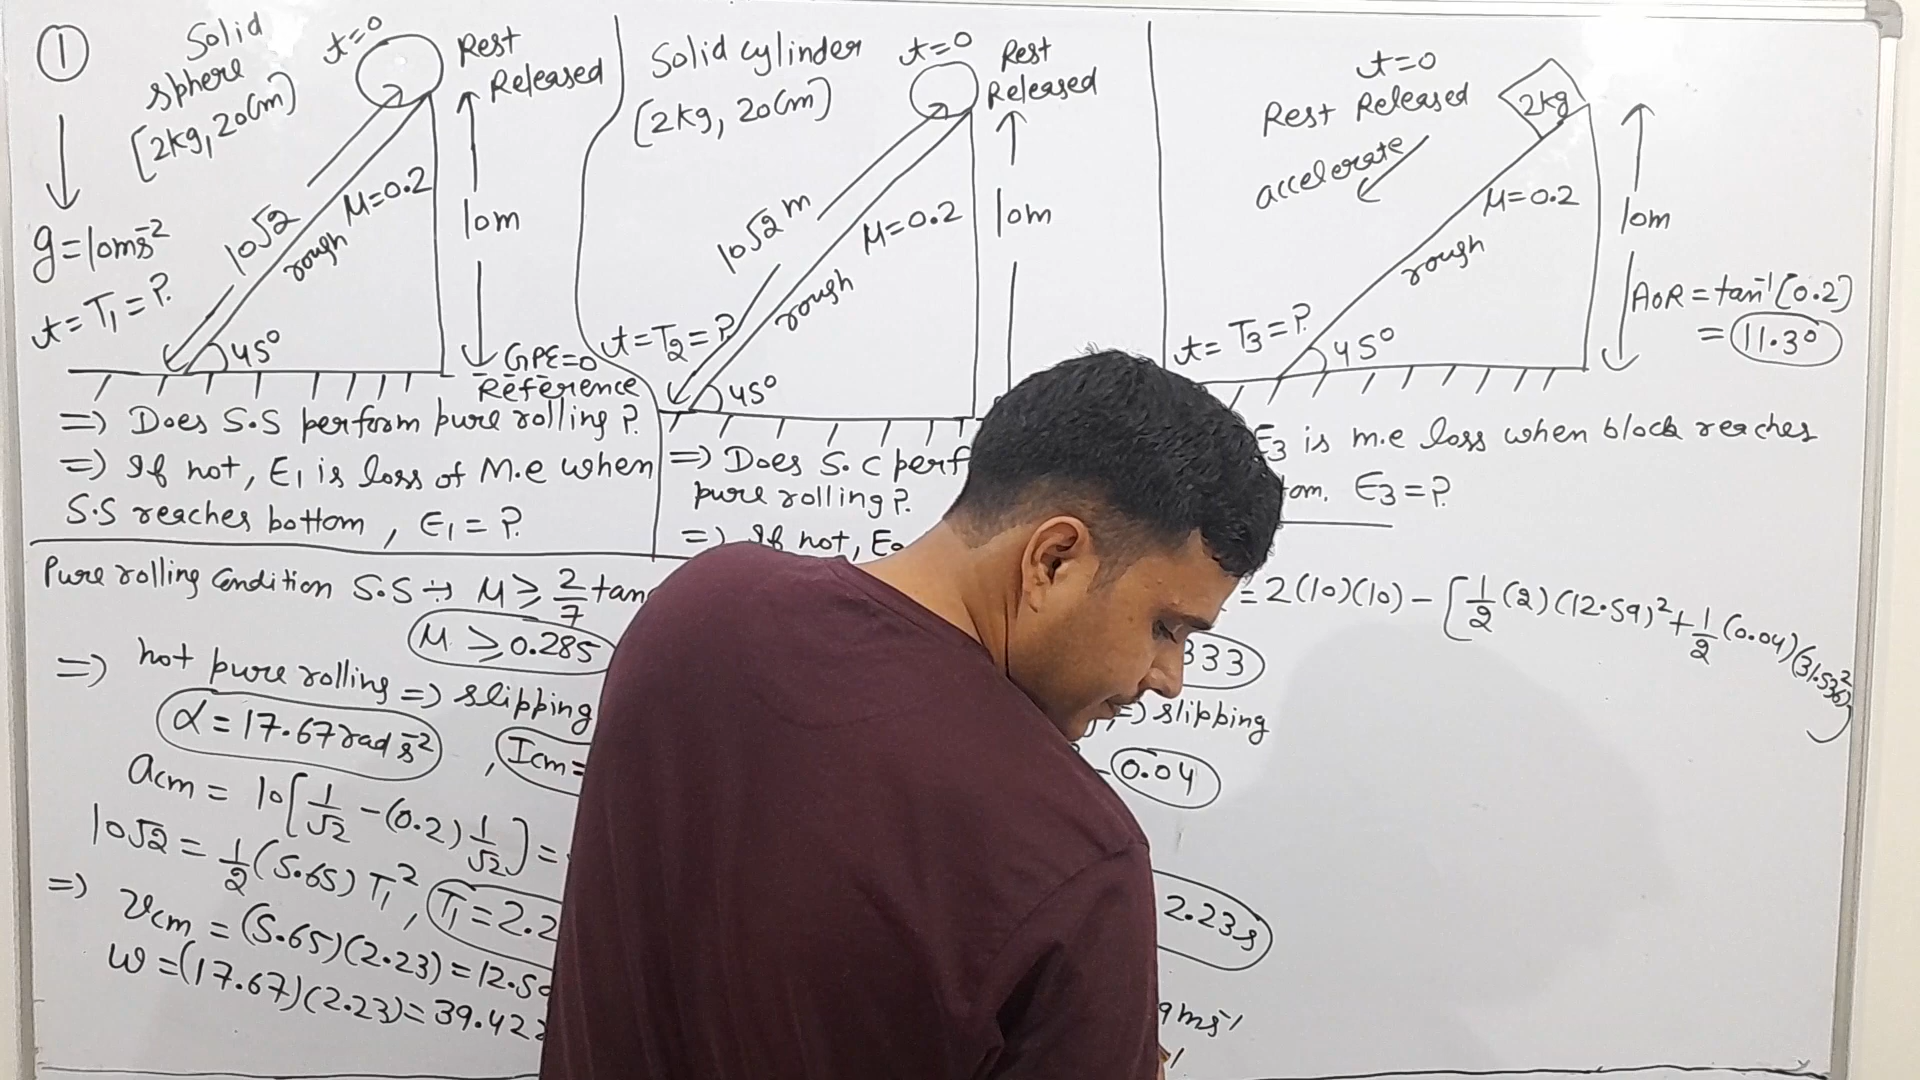 ①
g=10ms⁻²
t=T₁=?
Solid
sphere
[2kg, 20cm)
t=0
Rest
Released
10√2
rough
μ=0.2
10m
45°
GPE=0
Reference
=) Does S.S perform pure rolling ?.
=) If not, E₁ is loss of M.e when
S.S reaches bottom , E₁ = ?.
Solid cylinder
[2kg, 20cm)
t=0
Rest
Released
10√2 m
rough
μ=0.2
10m
t=T₂=?
45°
=) Does S.C perf
pure rolling ?.
=) If not,
t=0
Rest Released
accelerate
2kg
μ=0.2
rough
10m
t= T₃=?.
45°
AOR = tan⁻¹[0.2)
= 11.3°
E₃ is m.e loss when block reaches
om. E₃=?.
Pure rolling Condition S.S ÷ μ ≥ 2/7 tan
μ ≥ 0.285
=) not pure rolling =) slipping
α = 17.67 rad s⁻²
, Icm =
acm = 10[1/√2 - (0.2) 1/√2] =
10√2 = 1/2 (5.65) T₁² , T₁ = 2.2
=) vcm = (5.65)(2.23) = 12.5
ω = (17.67)(2.23) = 39.42
333
=) slipping
0.04
2.23s
9 ms⁻¹
= 2(10)(10) - [1/2 (2)(12.59)² + 1/2 (0.04)(31.536)²